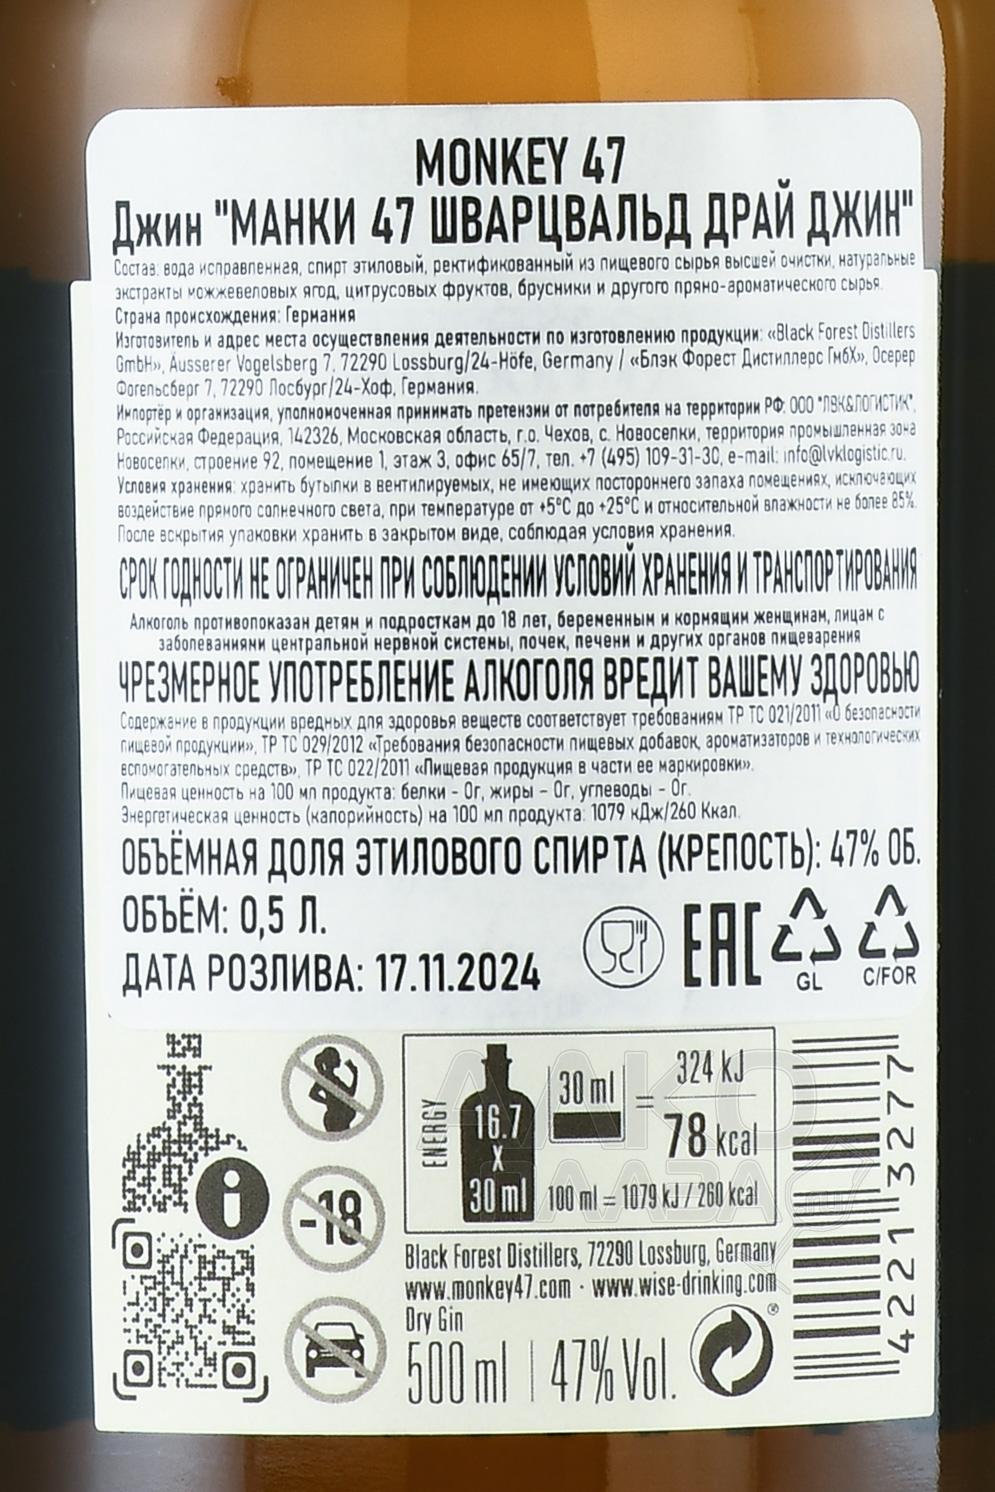 MONKEY 47
Джин "МАНКИ 47 ШВАРЦВАЛЬД ДРАЙ ДЖИН"
Состав: вода исправленная, спирт этиловый, ректификованный из пищевого сырья высшей очистки, натуральные
экстракты можжевеловых ягод, цитрусовых фруктов, брусники и другого пряно-ароматического сырья.
Страна происхождения: Германия
Изготовитель и адрес места осуществления деятельности по изготовлению продукции: «Black Forest Distillers
GmbH», Äusserer Vogelsberg 7, 72290 Lossburg/24-Höfe, Germany / «Блэк Форест Дистиллерс ГмбХ», Осерер
Фогельсберг 7, 72290 Лосбург/24-Хоф, Германия.
Импортёр и организация, уполномоченная принимать претензии от потребителя на территории РФ: ООО "ЛВК&ЛОГИСТИК",
Российская Федерация, 142326, Московская область, г.о. Чехов, с. Новоселки, территория промышленная зона
Новоселки, строение 92, помещение 1, этаж 3, офис 65/7, тел. +7 (495) 109-31-30, e-mail: info@lvklogistic.ru.
Условия хранения: хранить бутылки в вентилируемых, не имеющих постороннего запаха помещениях, исключающих
воздействие прямого солнечного света, при температуре от +5°С до +25°С и относительной влажности не более 85%.
После вскрытия упаковки хранить в закрытом виде, соблюдая условия хранения.
СРОК ГОДНОСТИ НЕ ОГРАНИЧЕН ПРИ СОБЛЮДЕНИИ УСЛОВИЙ ХРАНЕНИЯ И ТРАНСПОРТИРОВАНИЯ
Алкоголь противопоказан детям и подросткам до 18 лет, беременным и кормящим женщинам, лицам с
заболеваниями центральной нервной системы, почек, печени и других органов пищеварения
ЧРЕЗМЕРНОЕ УПОТРЕБЛЕНИЕ АЛКОГОЛЯ ВРЕДИТ ВАШЕМУ ЗДОРОВЬЮ
Содержание в продукции вредных для здоровья веществ соответствует требованиям ТР ТС 021/2011 «О безопасности
пищевой продукции», ТР ТС 029/2012 «Требования безопасности пищевых добавок, ароматизаторов и технологических
вспомогательных средств», ТР ТС 022/2011 «Пищевая продукция в части ее маркировки».
Пищевая ценность на 100 мл продукта: белки - 0г, жиры - 0г, углеводы - 0г.
Энергетическая ценность (калорийность) на 100 мл продукта: 1079 кДж/260 Ккал.
ОБЪЁМНАЯ ДОЛЯ ЭТИЛОВОГО СПИРТА (КРЕПОСТЬ): 47% ОБ.
ОБЪЁМ: 0,5 Л.
ДАТА РОЗЛИВА: 17.11.2024
EAC
GL
C/FOR
ENERGY
16.7
x
30 ml
30 ml
=
324 kJ
78 kcal
100 ml = 1079 kJ / 260 kcal
i
-18
Black Forest Distillers, 72290 Lossburg, Germany
www.monkey47.com · www.wise-drinking.com
Dry Gin
500 ml | 47% Vol.
42213277
АЛКО
ПЛАЗА